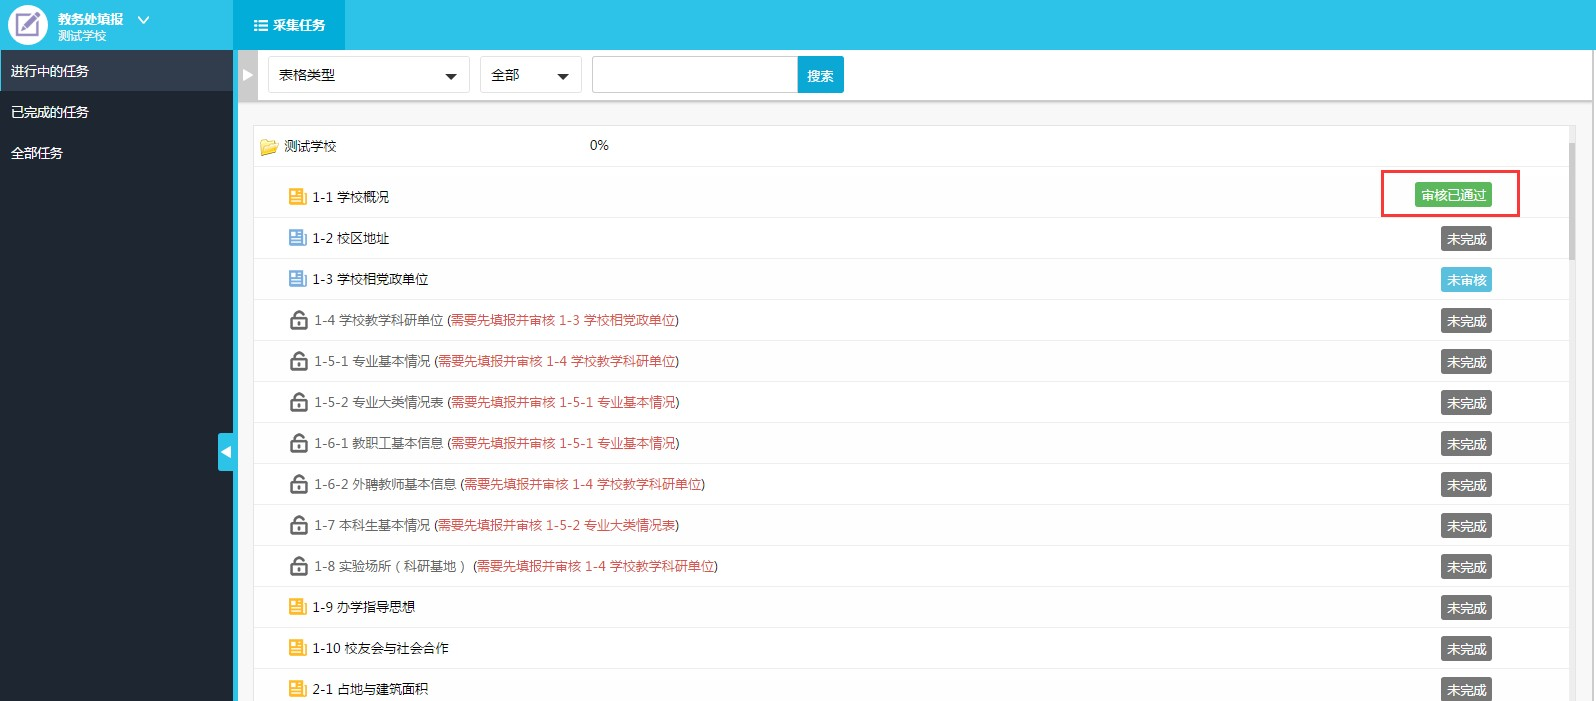 教务处填报
测试学校
采集任务
进行中的任务
已完成的任务
全部任务
表格类型 全部 搜索
测试学校 0%
1-1 学校概况 审核已通过
1-2 校区地址 未完成
1-3 学校相党政单位 未审核
1-4 学校教学科研单位 (需要先填报并审核 1-3 学校相党政单位) 未完成
1-5-1 专业基本情况 (需要先填报并审核 1-4 学校教学科研单位) 未完成
1-5-2 专业大类情况表 (需要先填报并审核 1-5-1 专业基本情况) 未完成
1-6-1 教职工基本信息 (需要先填报并审核 1-5-1 专业基本情况) 未完成
1-6-2 外聘教师基本信息 (需要先填报并审核 1-4 学校教学科研单位) 未完成
1-7 本科生基本情况 (需要先填报并审核 1-5-2 专业大类情况表) 未完成
1-8 实验场所（科研基地） (需要先填报并审核 1-4 学校教学科研单位) 未完成
1-9 办学指导思想 未完成
1-10 校友会与社会合作 未完成
2-1 占地与建筑面积 未完成